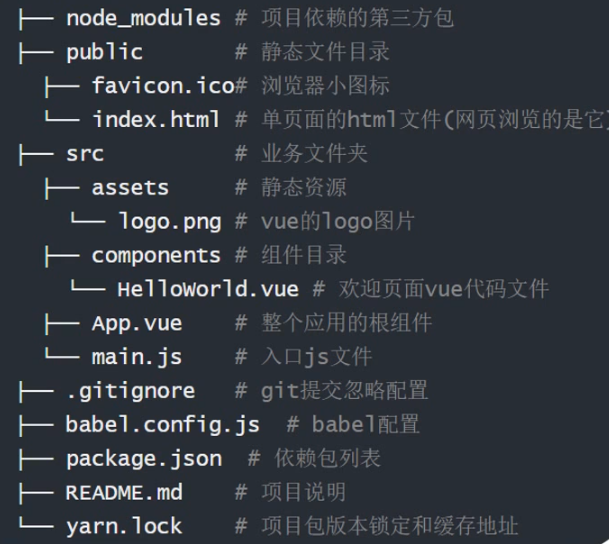 ├── node_modules # 项目依赖的第三方包
├── public       # 静态文件目录
  ├── favicon.ico# 浏览器小图标
  └── index.html # 单页面的html文件(网页浏览的是它)
├── src          # 业务文件夹
  ├── assets     # 静态资源
    └── logo.png # vue的logo图片
  ├── components # 组件目录
    └── HelloWorld.vue # 欢迎页面vue代码文件
  ├── App.vue    # 整个应用的根组件
  └── main.js    # 入口js文件
├── .gitignore   # git提交忽略配置
├── babel.config.js  # babel配置
├── package.json  # 依赖包列表
├── README.md    # 项目说明
└── yarn.lock    # 项目包版本锁定和缓存地址